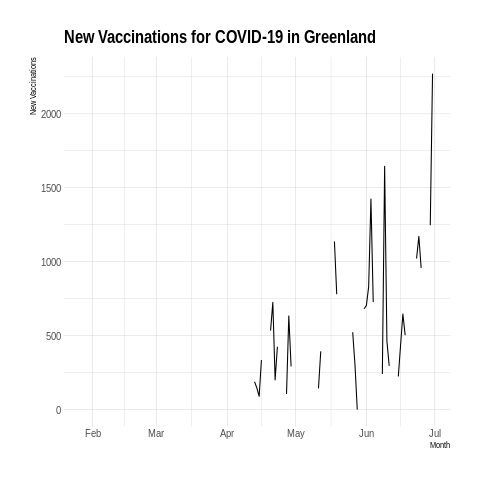 New Vaccinations for COVID-19 in Greenland
New Vaccinations
2000
1500
1000
500
0
Feb Mar Apr May Jun Jul
Month